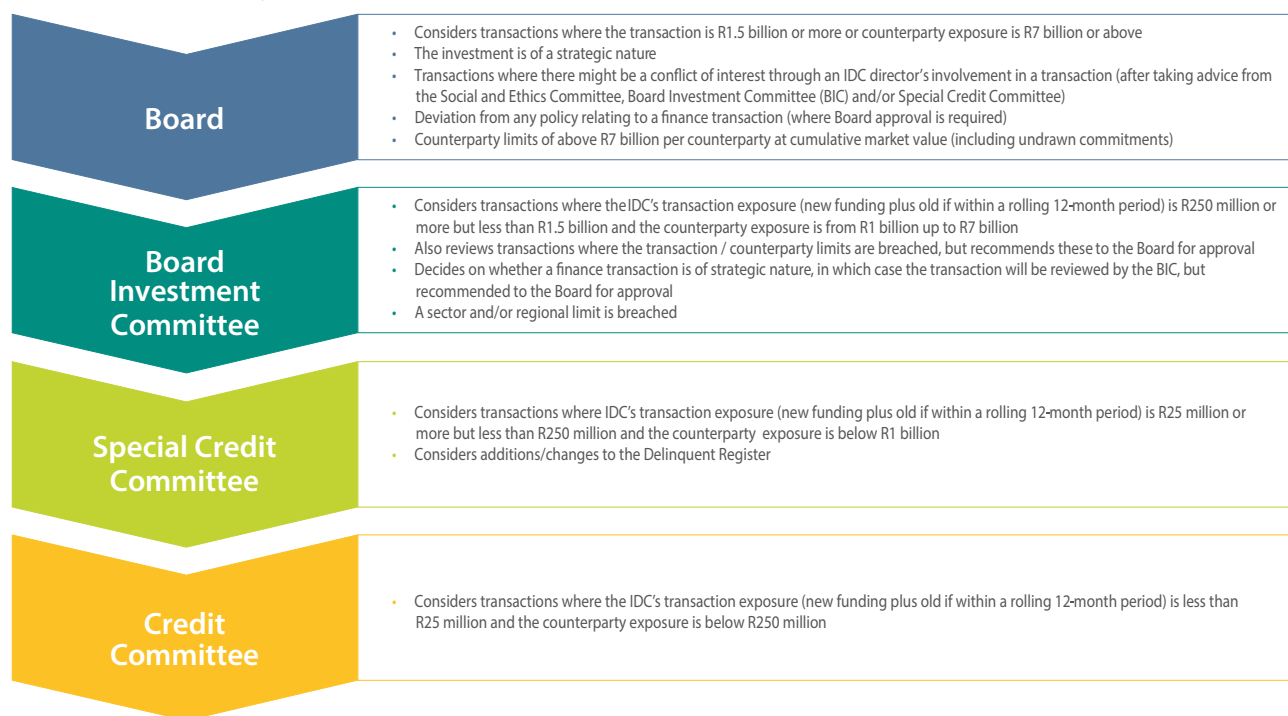 Board
• Considers transactions where the transaction is R1.5 billion or more or counterparty exposure is R7 billion or above
• The investment is of a strategic nature
• Transactions where there might be a conflict of interest through an IDC director's involvement in a transaction (after taking advice from
the Social and Ethics Committee, Board Investment Committee (BIC) and/or Special Credit Committee)
• Deviation from any policy relating to a finance transaction (where Board approval is required)
• Counterparty limits of above R7 billion per counterparty at cumulative market value (including undrawn commitments)
Board
Investment
Committee
• Considers transactions where the IDC's transaction exposure (new funding plus old if within a rolling 12-month period) is R250 million or
more but less than R1.5 billion and the counterparty exposure is from R1 billion up to R7 billion
• Also reviews transactions where the transaction / counterparty limits are breached, but recommends these to the Board for approval
• Decides on whether a finance transaction is of strategic nature, in which case the transaction will be reviewed by the BIC, but
recommended to the Board for approval
• A sector and/or regional limit is breached
Special Credit
Committee
• Considers transactions where IDC's transaction exposure (new funding plus old if within a rolling 12-month period) is R25 million or
more but less than R250 million and the counterparty exposure is below R1 billion
• Considers additions/changes to the Delinquent Register
Credit
Committee
• Considers transactions where the IDC's transaction exposure (new funding plus old if within a rolling 12-month period) is less than
R25 million and the counterparty exposure is below R250 million